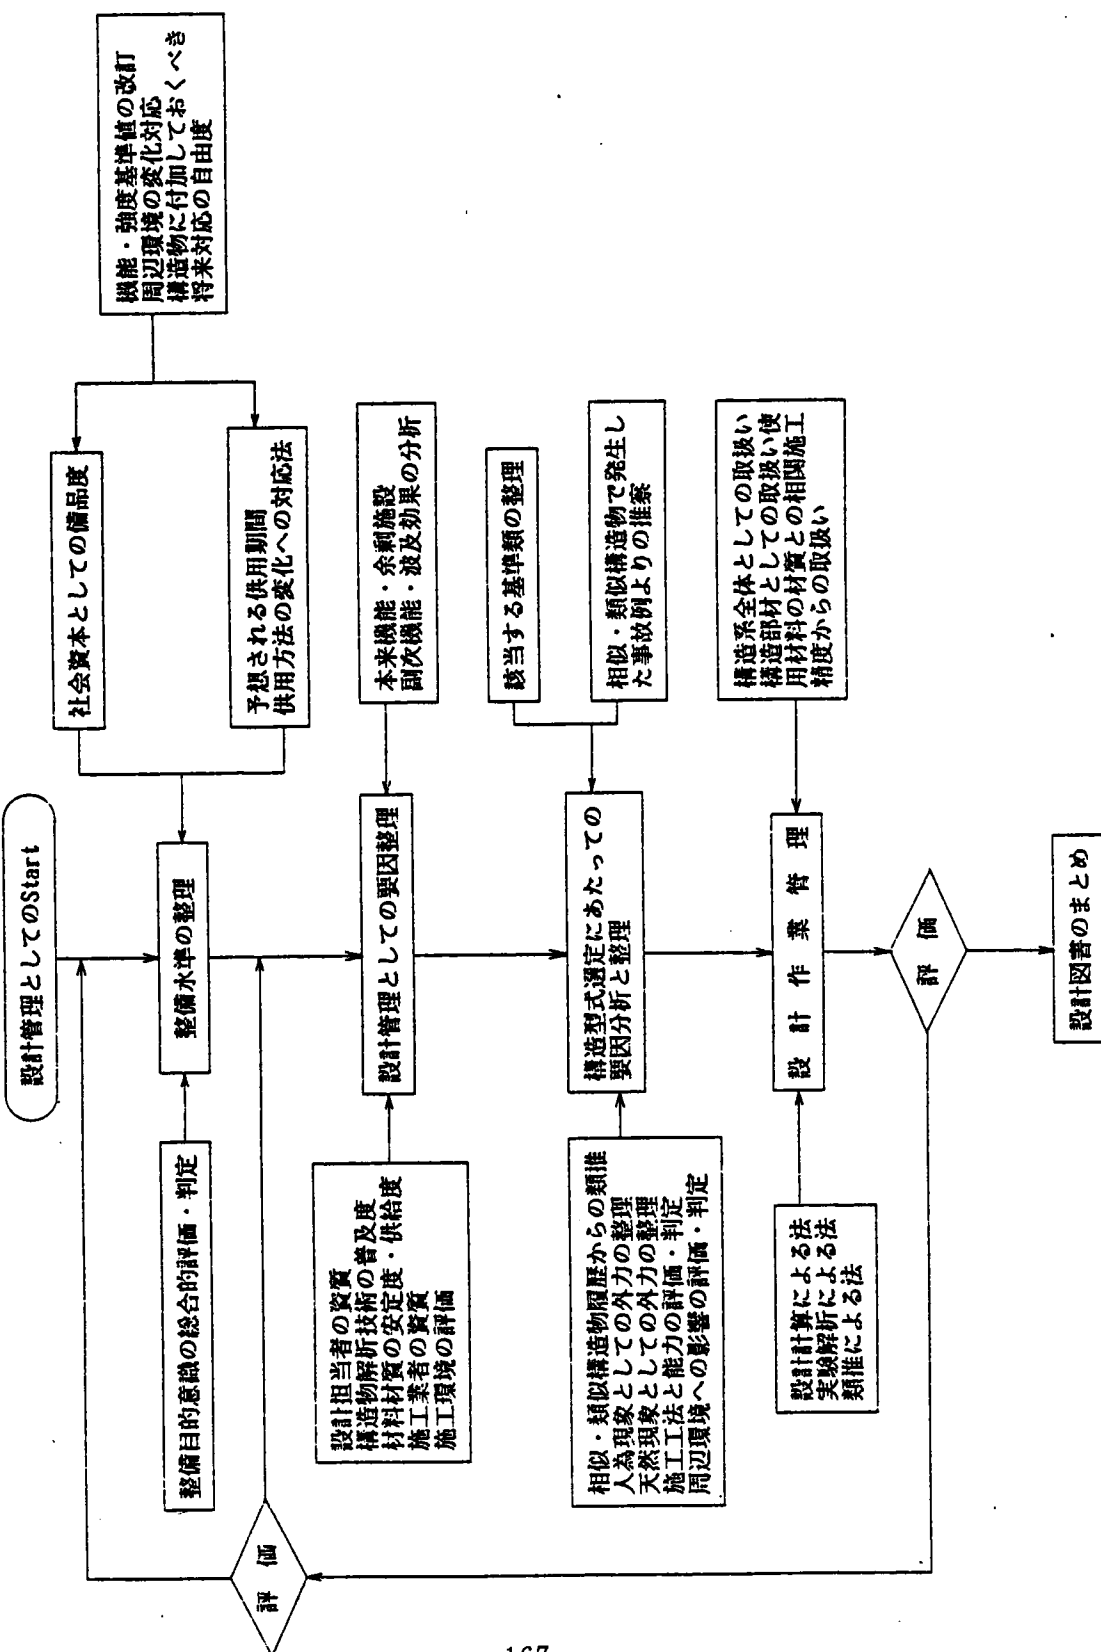 機能・強度基準値の改訂
周辺環境の変化対応
構造物に付加しておくべき
将来対応の自由度
社会資本としての備品度
予想される供用期間
供用方法の変化への対応法
本来機能・余剰施設
副次機能・波及効果の分析
該当する基準類の整理
相似・類似構造物で発生し
た事故例よりの推察
構造系全体としての取扱い
構造部材としての取扱い使
用材料の材質との相関施工
精度からの取扱い
設計管理としてのStart
整備水準の整理
設計管理としての要因整理
構造型式選定にあたっての
要因分析と整理
設計作業管理
評価
設計図書のまとめ
整備目的意識の総合的評価・判定
設計担当者の資質
構造物解析技術の普及度
材料材質の安定度・供給度
施工業者の資質
施工環境の評価
相似・類似構造物履歴からの類推
人為現象としての外力の整理
天然現象としての外力の整理
施工工法と能力の評価・判定
周辺環境への影響の評価・判定
設計計算による法
実験解析による法
類推による法
評価